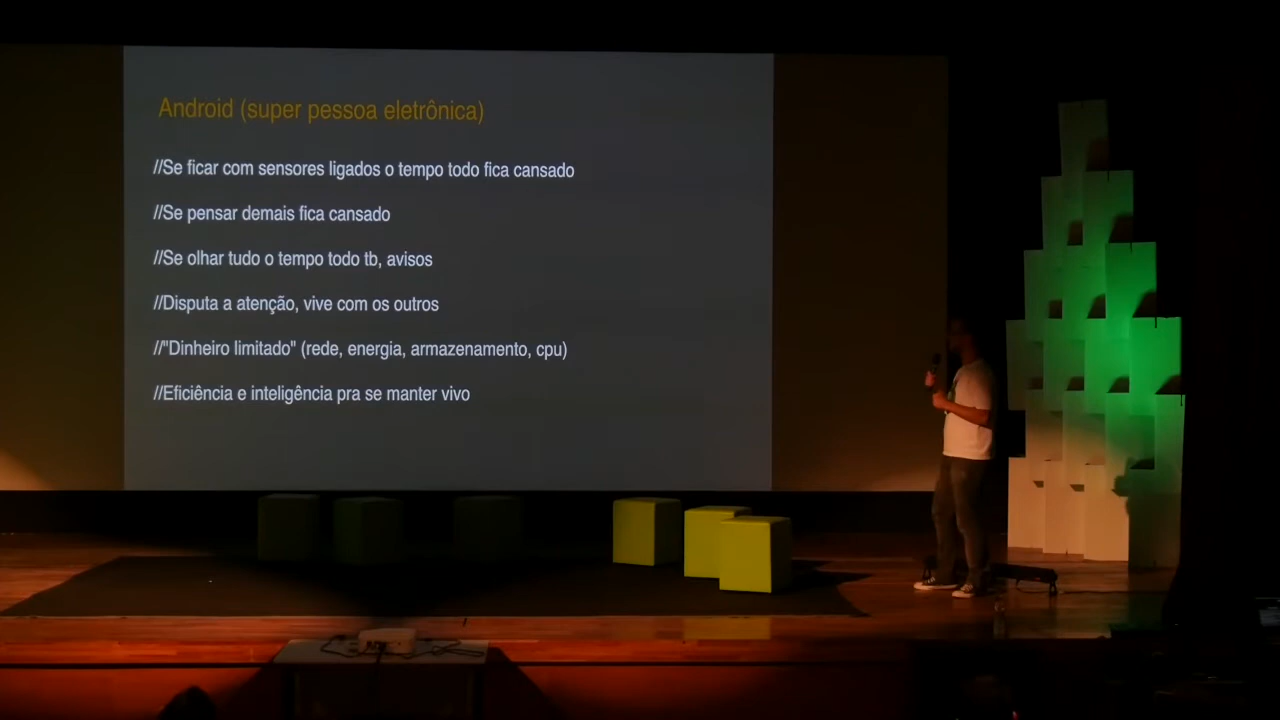 Android (super pessoa eletrônica)
//Se ficar com sensores ligados o tempo todo fica cansado
//Se pensar demais fica cansado
//Se olhar tudo o tempo todo tb, avisos
//Disputa a atenção, vive com os outros
//"Dinheiro limitado" (rede, energia, armazenamento, cpu)
//Eficiência e inteligência pra se manter vivo